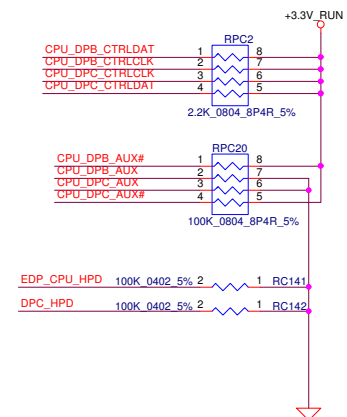 +3.3V_RUN
RPC2
CPU_DPB_CTRLDAT 1 8
CPU_DPB_CTRLCLK 2 7
CPU_DPC_CTRLCLK 3 6
CPU_DPC_CTRLDAT 4 5
2.2K_0804_8P4R_5%
RPC20
CPU_DPB_AUX# 1 8
CPU_DPB_AUX 2 7
CPU_DPC_AUX 3 6
CPU_DPC_AUX# 4 5
100K_0804_8P4R_5%
EDP_CPU_HPD 100K_0402_5% 2 1 RC141
DPC_HPD 100K_0402_5% 2 1 RC142